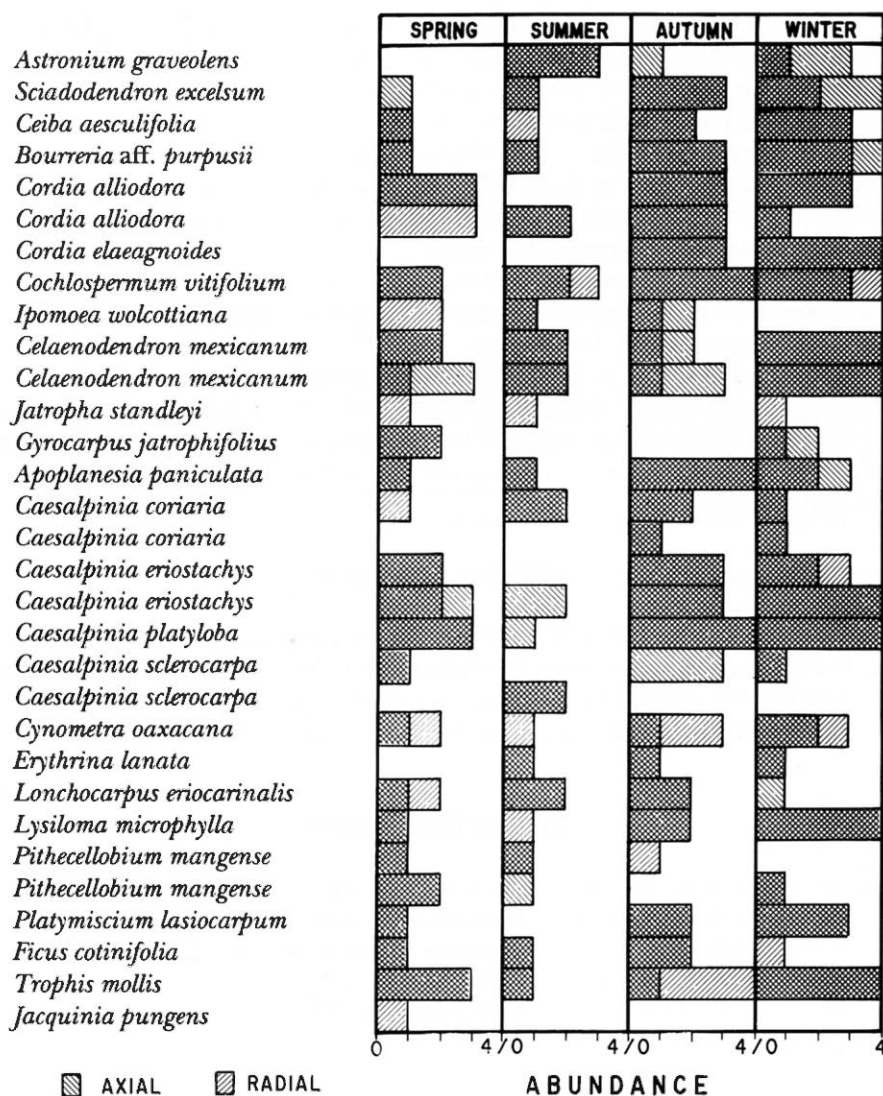 SPRING SUMMER AUTUMN WINTER
Astronium graveolens
Sciadodendron excelsum
Ceiba aesculifolia
Bourreria aff. purpusii
Cordia alliodora
Cordia alliodora
Cordia elaeagnoides
Cochlospermum vitifolium
Ipomoea wolcottiana
Celaenodendron mexicanum
Celaenodendron mexicanum
Jatropha standleyi
Gyrocarpus jatrophifolius
Apoplanesia paniculata
Caesalpinia coriaria
Caesalpinia coriaria
Caesalpinia eriostachys
Caesalpinia eriostachys
Caesalpinia platyloba
Caesalpinia sclerocarpa
Caesalpinia sclerocarpa
Cynometra oaxacana
Erythrina lanata
Lonchocarpus eriocarinalis
Lysiloma microphylla
Pithecellobium mangense
Pithecellobium mangense
Platymiscium lasiocarpum
Ficus cotinifolia
Trophis mollis
Jacquinia pungens
0 4/0 4/0 4/0 4
AXIAL RADIAL ABUNDANCE